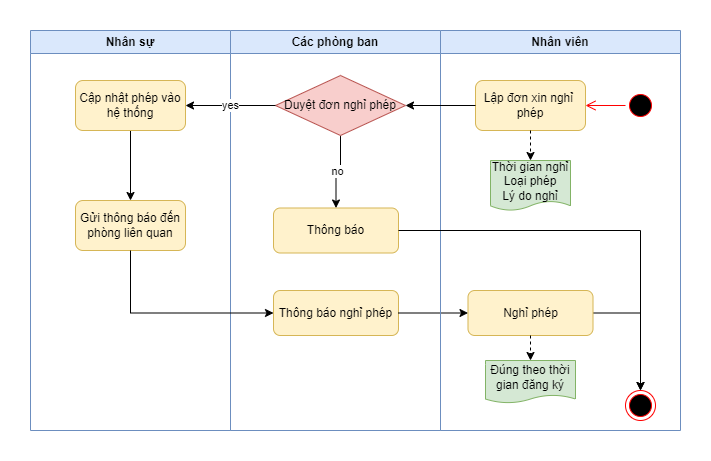 Nhân sự
Các phòng ban
Nhân viên
Cập nhật phép vào
hệ thống
yes
Duyệt đơn nghỉ phép
Lập đơn xin nghỉ
phép
Thời gian nghỉ
Loại phép
Lý do nghỉ
no
Gửi thông báo đến
phòng liên quan
Thông báo
Thông báo nghỉ phép
Nghỉ phép
Đúng theo thời
gian đăng ký